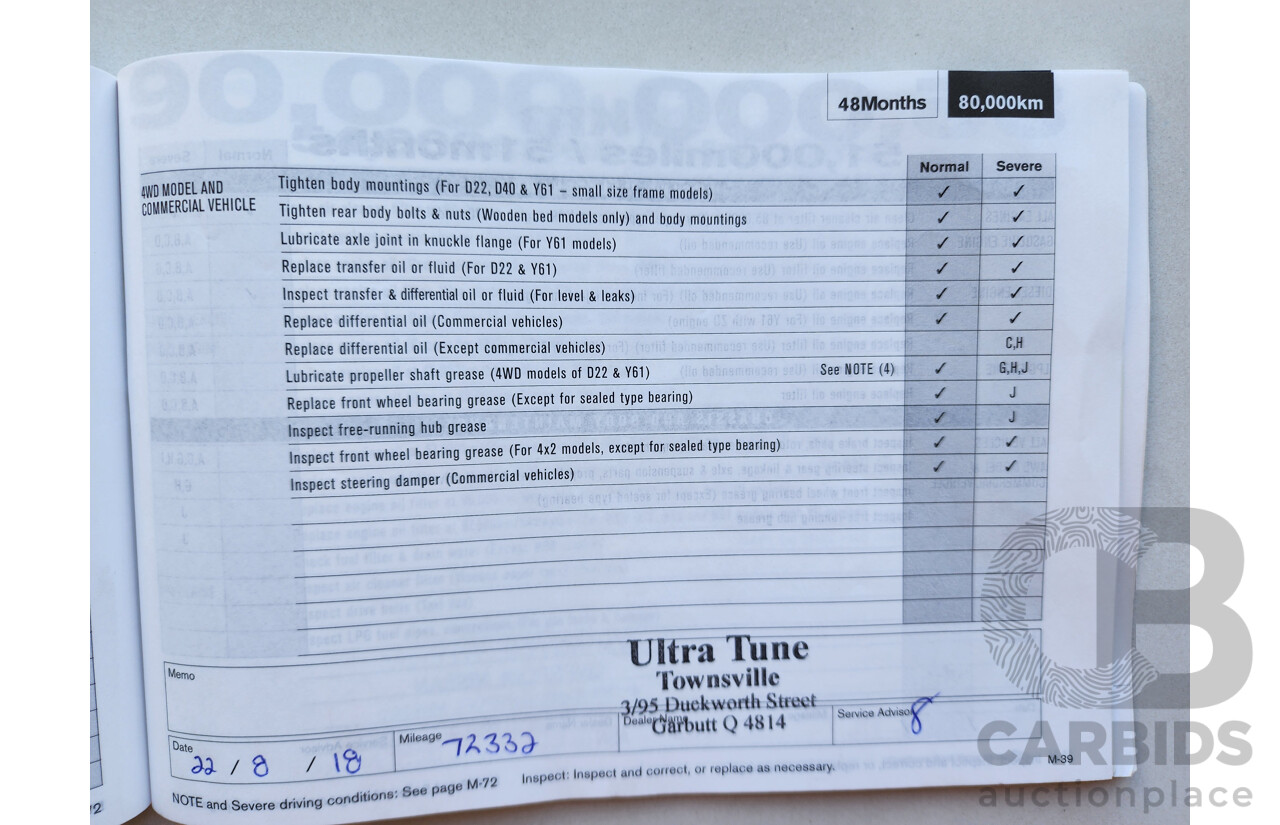 48Months 80,000km
Normal Severe
4WD MODEL AND
COMMERCIAL VEHICLE
Tighten body mountings (For D22, D40 & Y61 – small size frame models) ✓ ✓
Tighten rear body bolts & nuts (Wooden bed models only) and body mountings ✓ ✓
Lubricate axle joint in knuckle flange (For Y61 models) ✓ ✓
Replace transfer oil or fluid (For D22 & Y61) ✓ ✓
Inspect transfer & differential oil or fluid (For level & leaks) ✓ ✓
Replace differential oil (Commercial vehicles) ✓ ✓
Replace differential oil (Except commercial vehicles) C,H
Lubricate propeller shaft grease (4WD models of D22 & Y61) See NOTE (4) ✓ G,H,J
Replace front wheel bearing grease (Except for sealed type bearing) ✓ J
Inspect free-running hub grease ✓ J
Inspect front wheel bearing grease (For 4x2 models, except for sealed type bearing) ✓ ✓
Inspect steering damper (Commercial vehicles) ✓ ✓
Memo
Ultra Tune
Townsville
3/95 Duckworth Street
Garbutt Q 4814
Date 22 / 8 / 18
Mileage 72332
Dealer Name
Service Advisor
NOTE and Severe driving conditions: See page M-72 Inspect: Inspect and correct, or replace as necessary.
M-39
CARBIDS
auctionplace